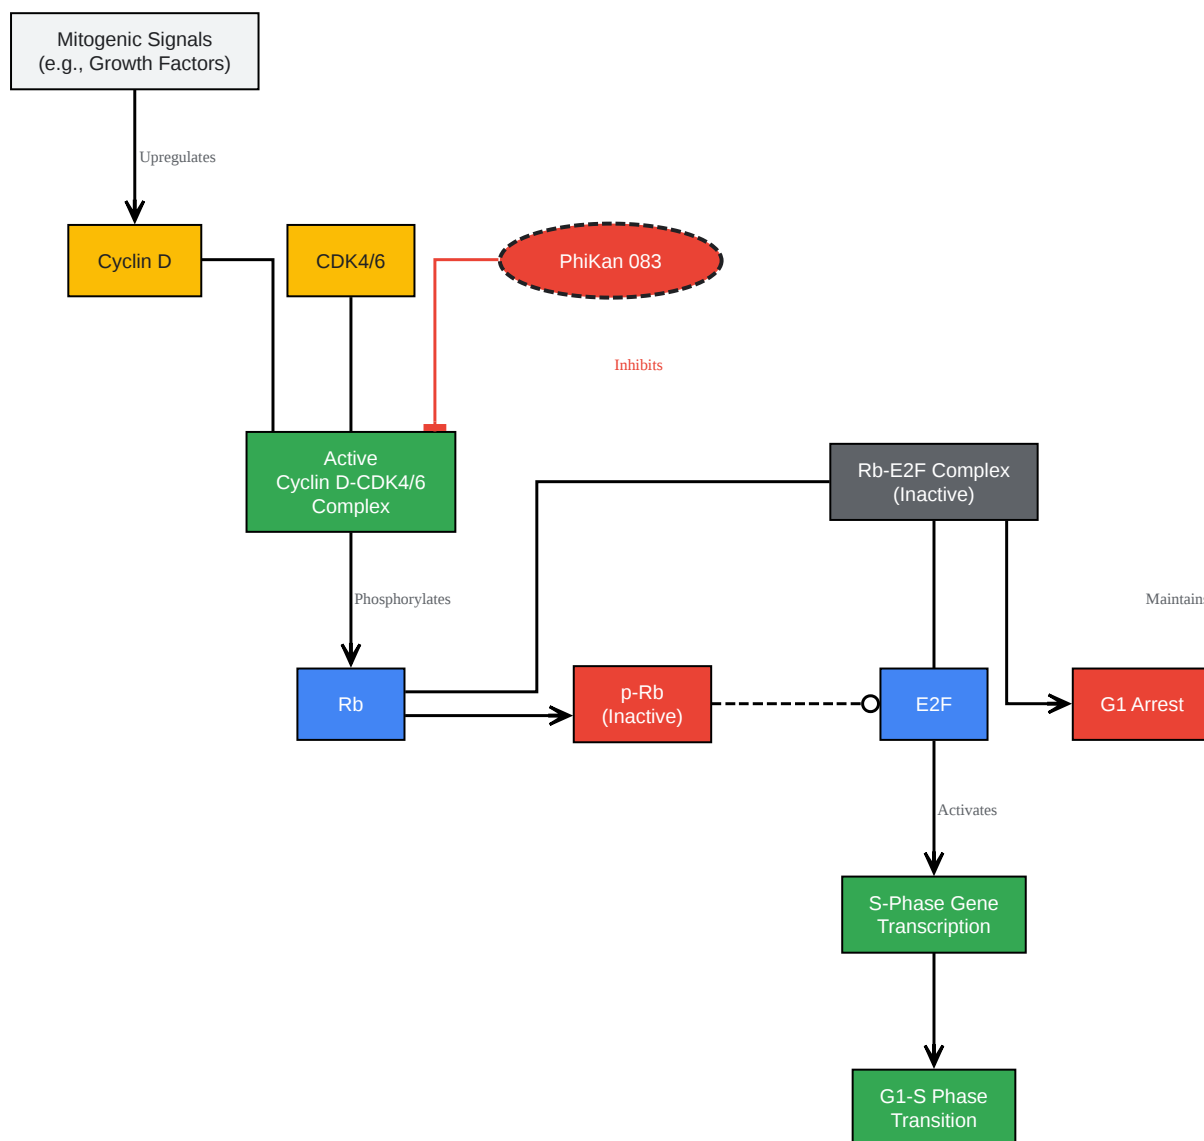 Mitogenic Signals
(e.g., Growth Factors)
Upregulates
Cyclin D
CDK4/6
PhiKan 083
Inhibits
Active
Cyclin D-CDK4/6
Complex
Rb-E2F Complex
(Inactive)
Phosphorylates
Maintains
Rb
p-Rb
(Inactive)
E2F
G1 Arrest
Activates
S-Phase Gene
Transcription
G1-S Phase
Transition